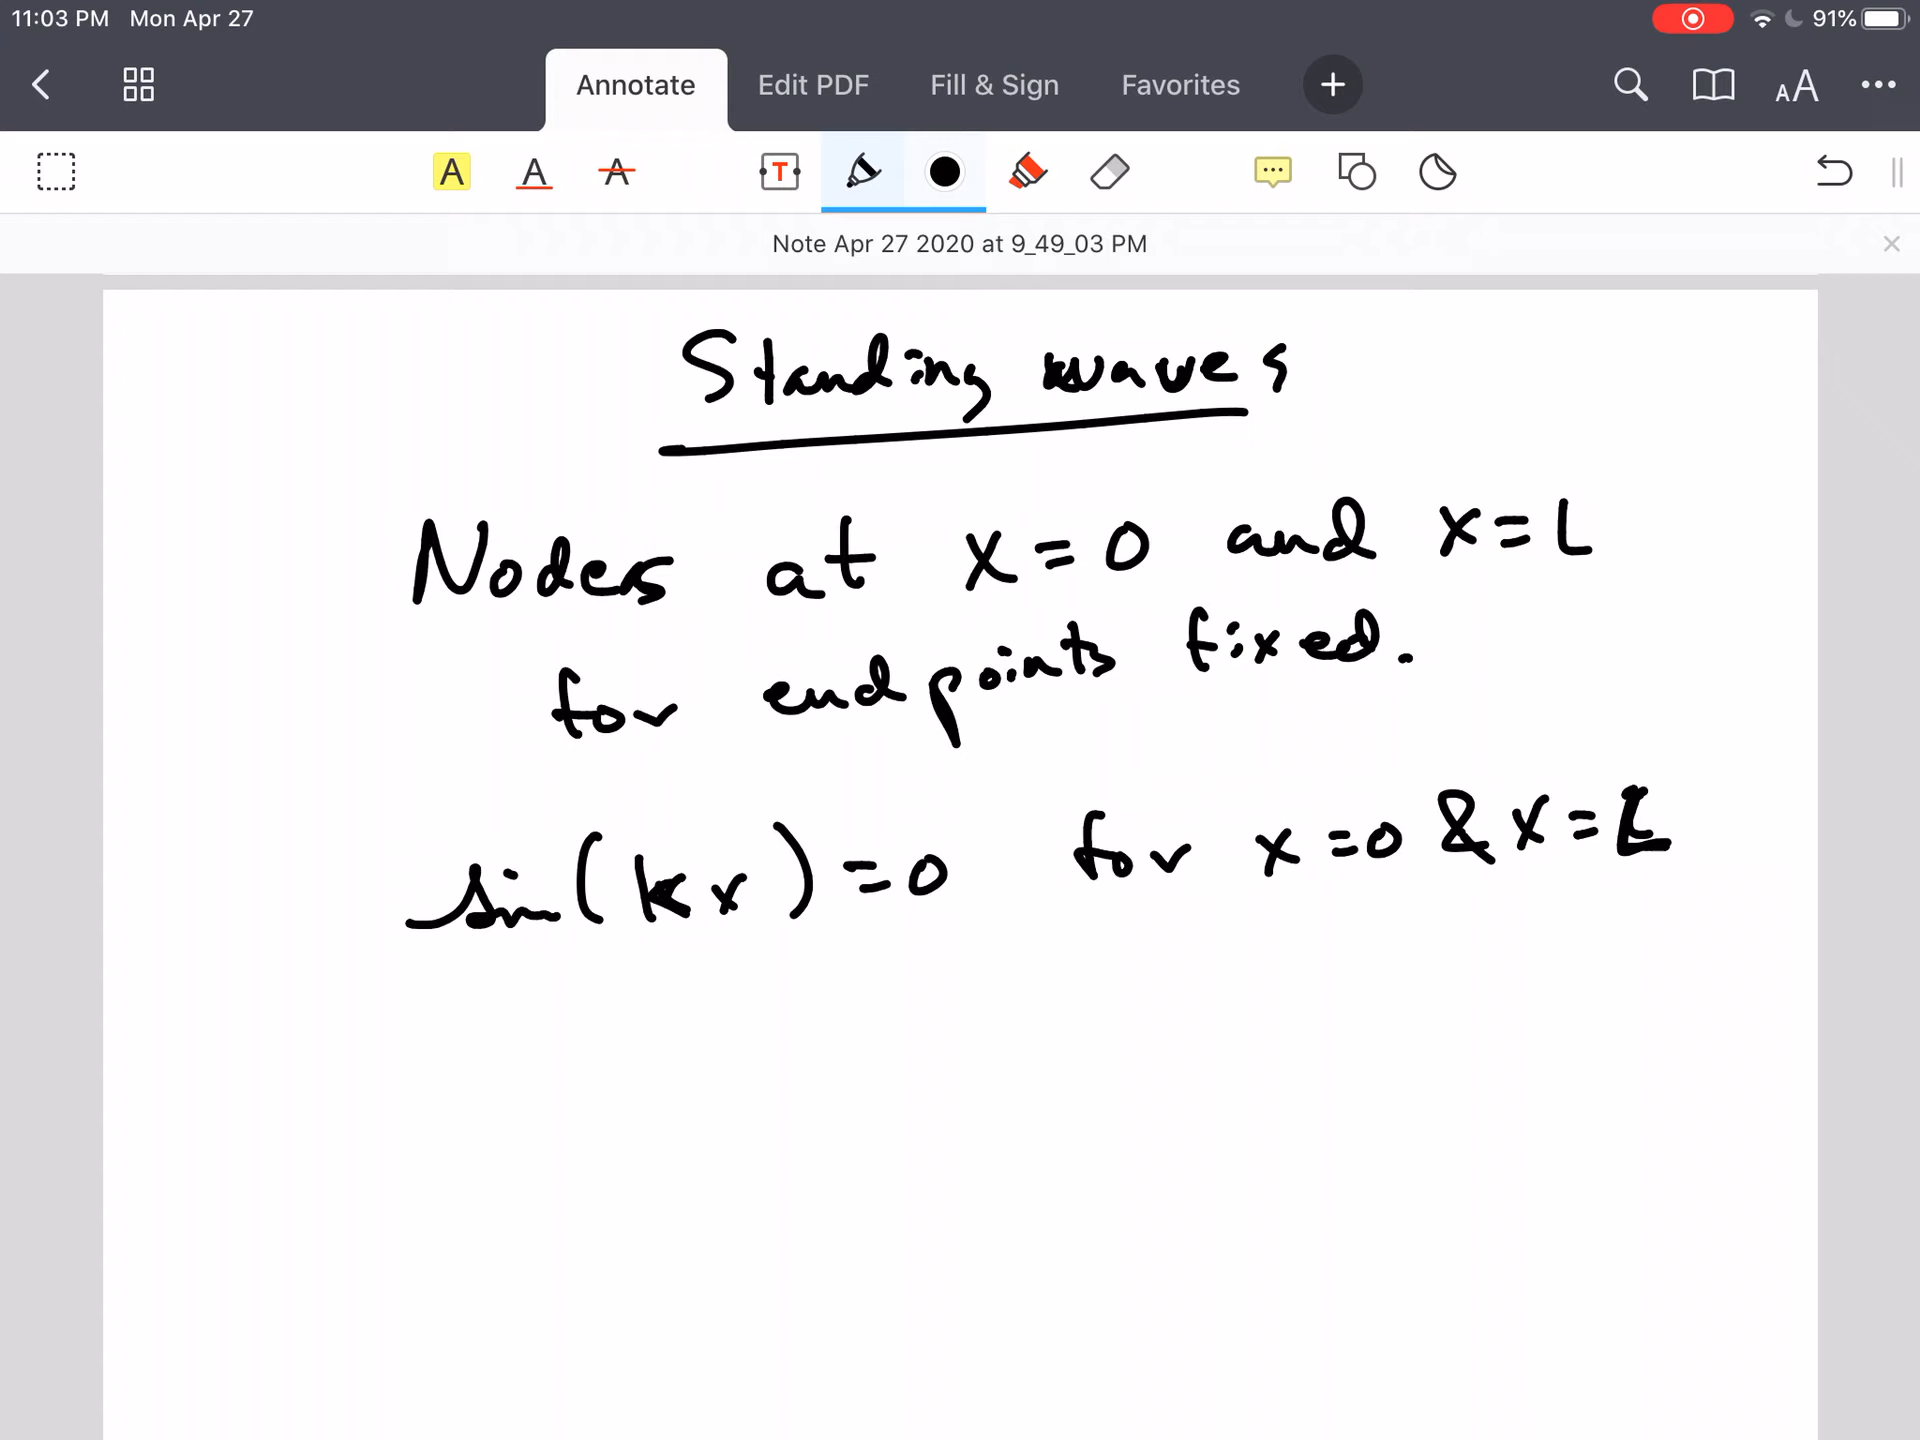 11:03 PM Mon Apr 27 91%
Annotate Edit PDF Fill & Sign Favorites
Note Apr 27 2020 at 9_49_03 PM
Standing waves
Nodes at x = 0 and x = L
for endpoints fixed.
sin(kx) = 0 for x = 0 & x = L